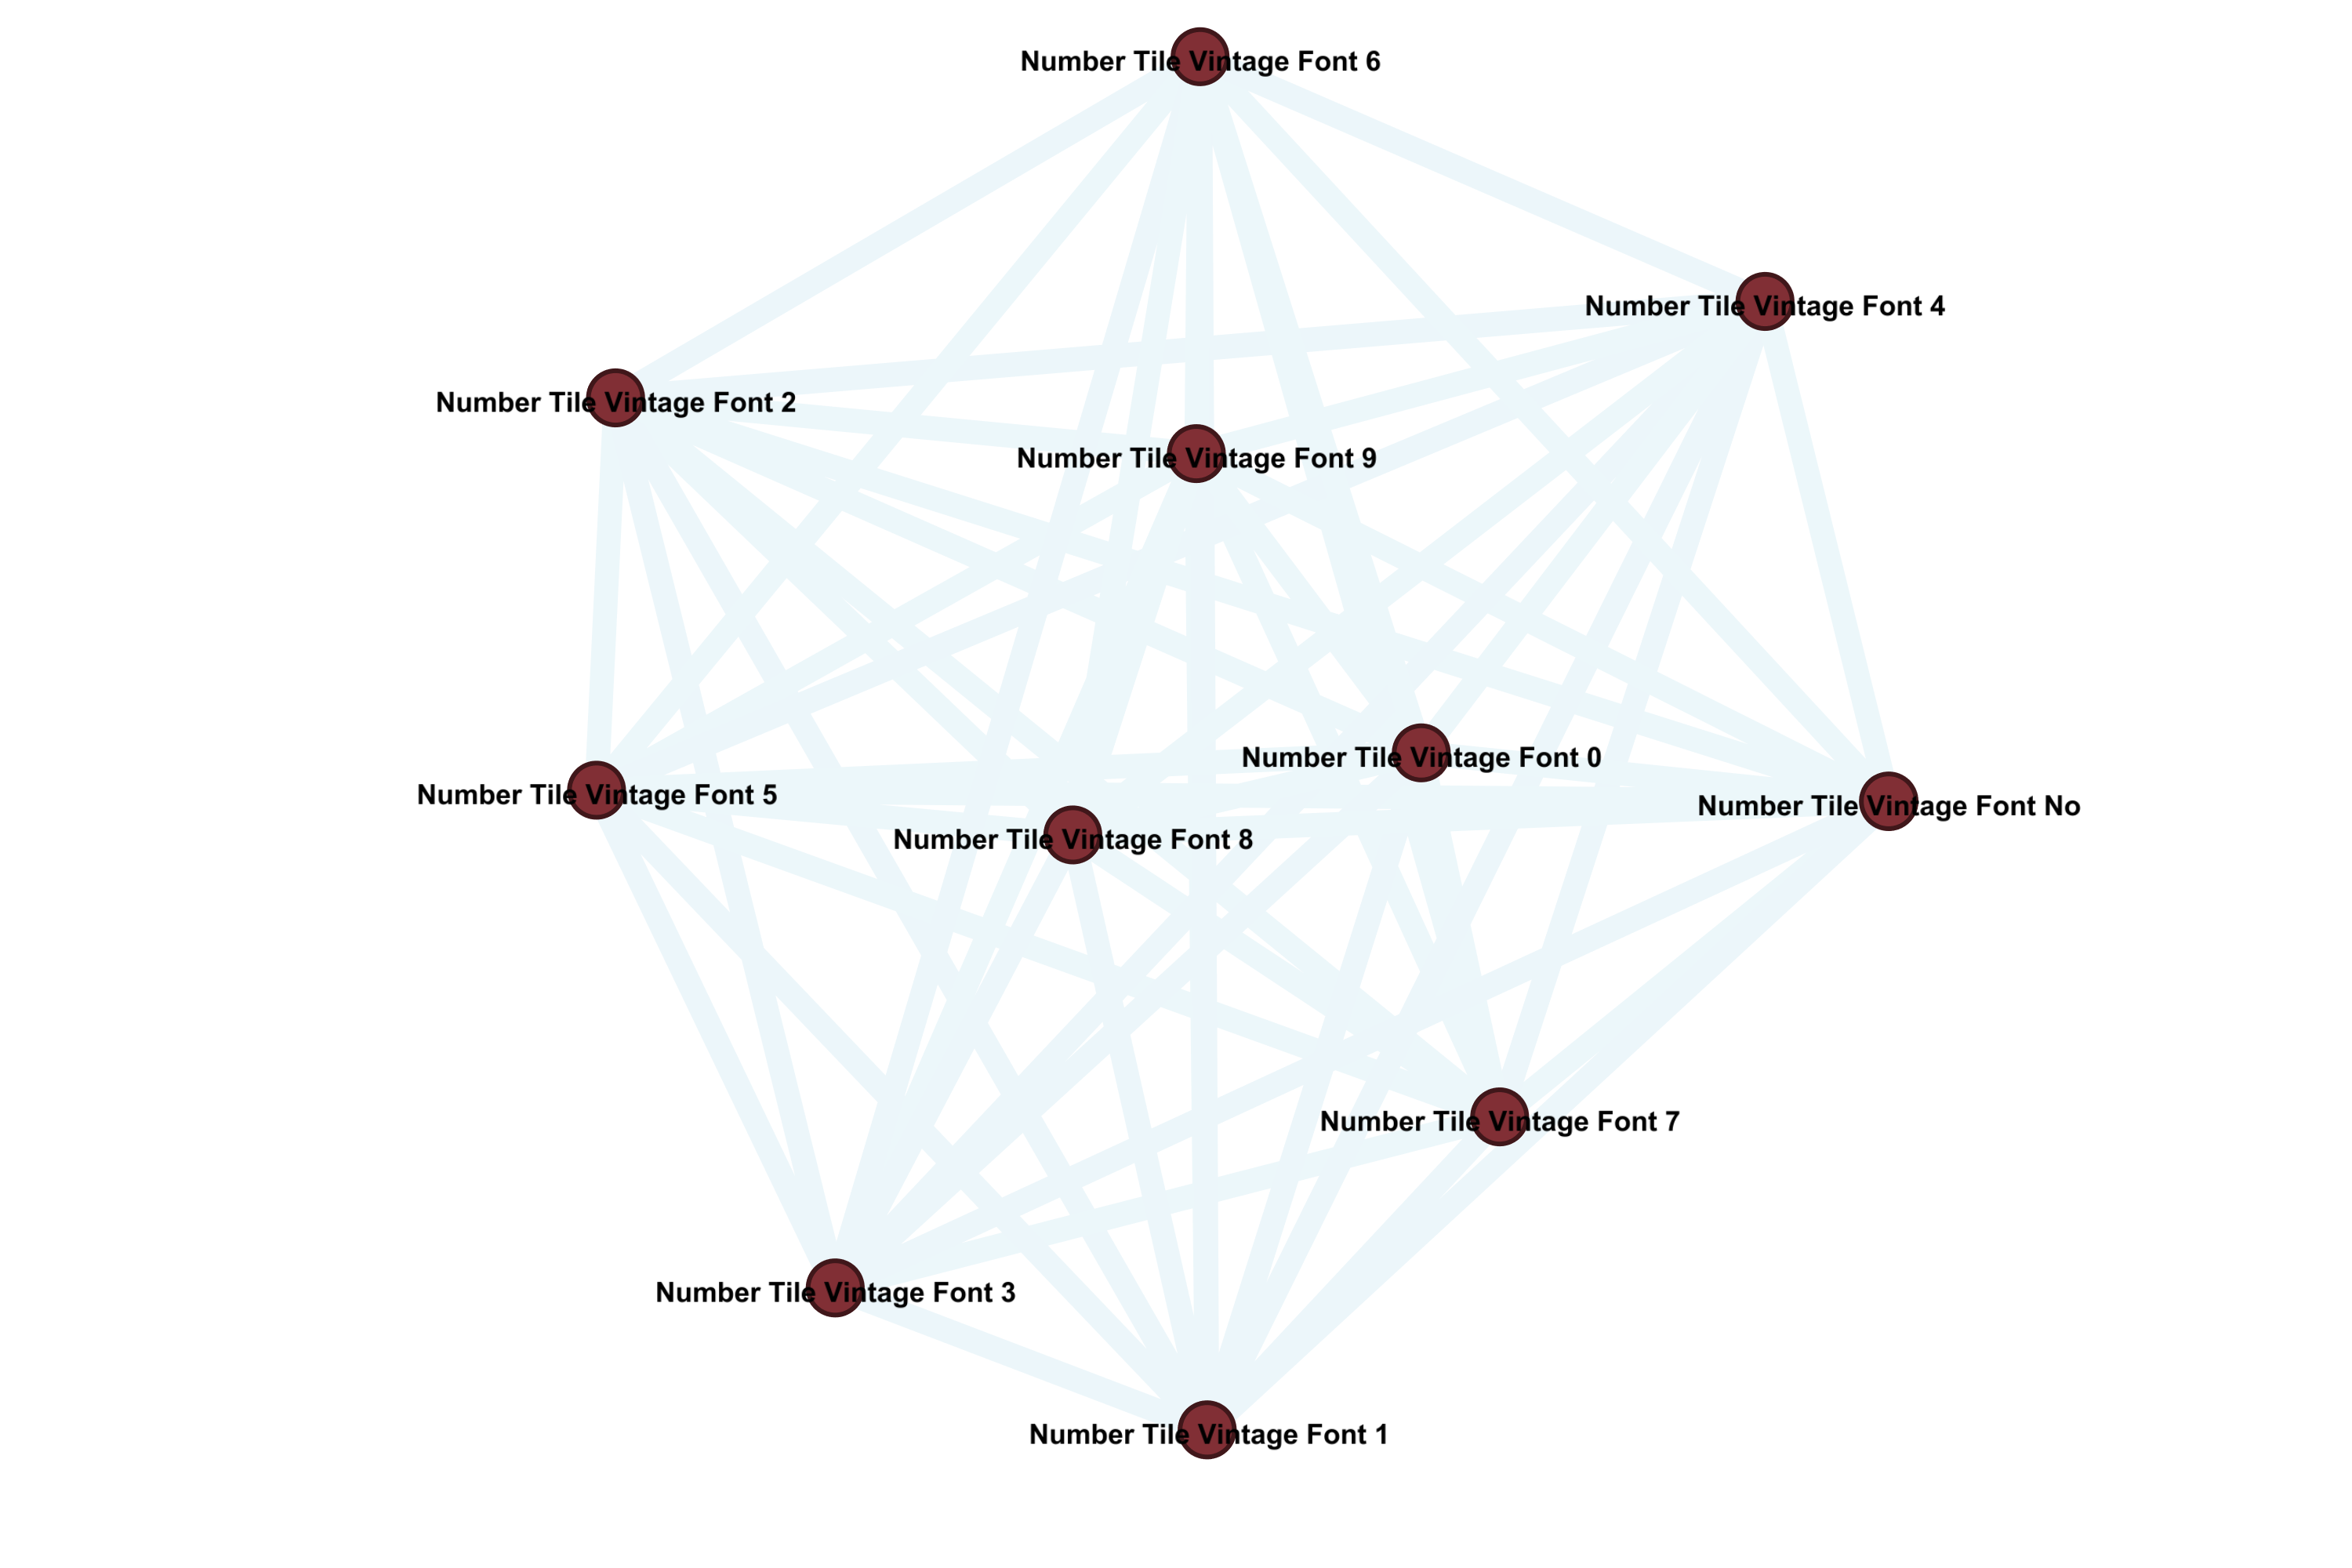 Number Tile Vintage Font 6
Number Tile Vintage Font 4
Number Tile Vintage Font 2
Number Tile Vintage Font 9
Number Tile Vintage Font 0
Number Tile Vintage Font 5
Number Tile Vintage Font No
Number Tile Vintage Font 8
Number Tile Vintage Font 7
Number Tile Vintage Font 3
Number Tile Vintage Font 1